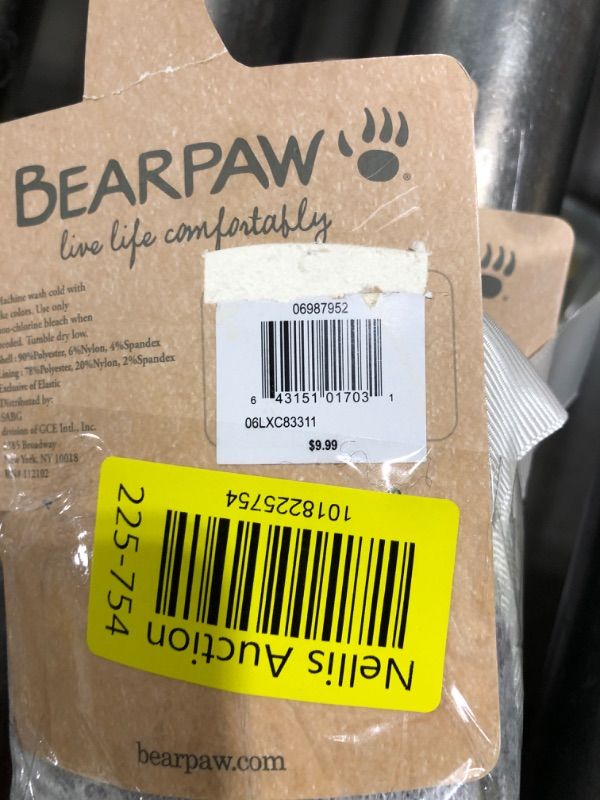 BEARPAW
®
live life comfortably
Machine wash cold with
like colors. Use only
non-chlorine bleach when
needed. Tumble dry low.
Shell: 90%Polyester, 6%Nylon, 4%Spandex
Lining: 78%Polyester, 20%Nylon, 2%Spandex
Exclusive of Elastic
Distributed by:
SABG
division of GCE Intl., Inc.
Broadway
New York, NY 10018
RN# 112102
06987952
6 43151 01703 1
06LXC83311
$9.99
1018225754
225-754
Nellis Auction
bearpaw.com